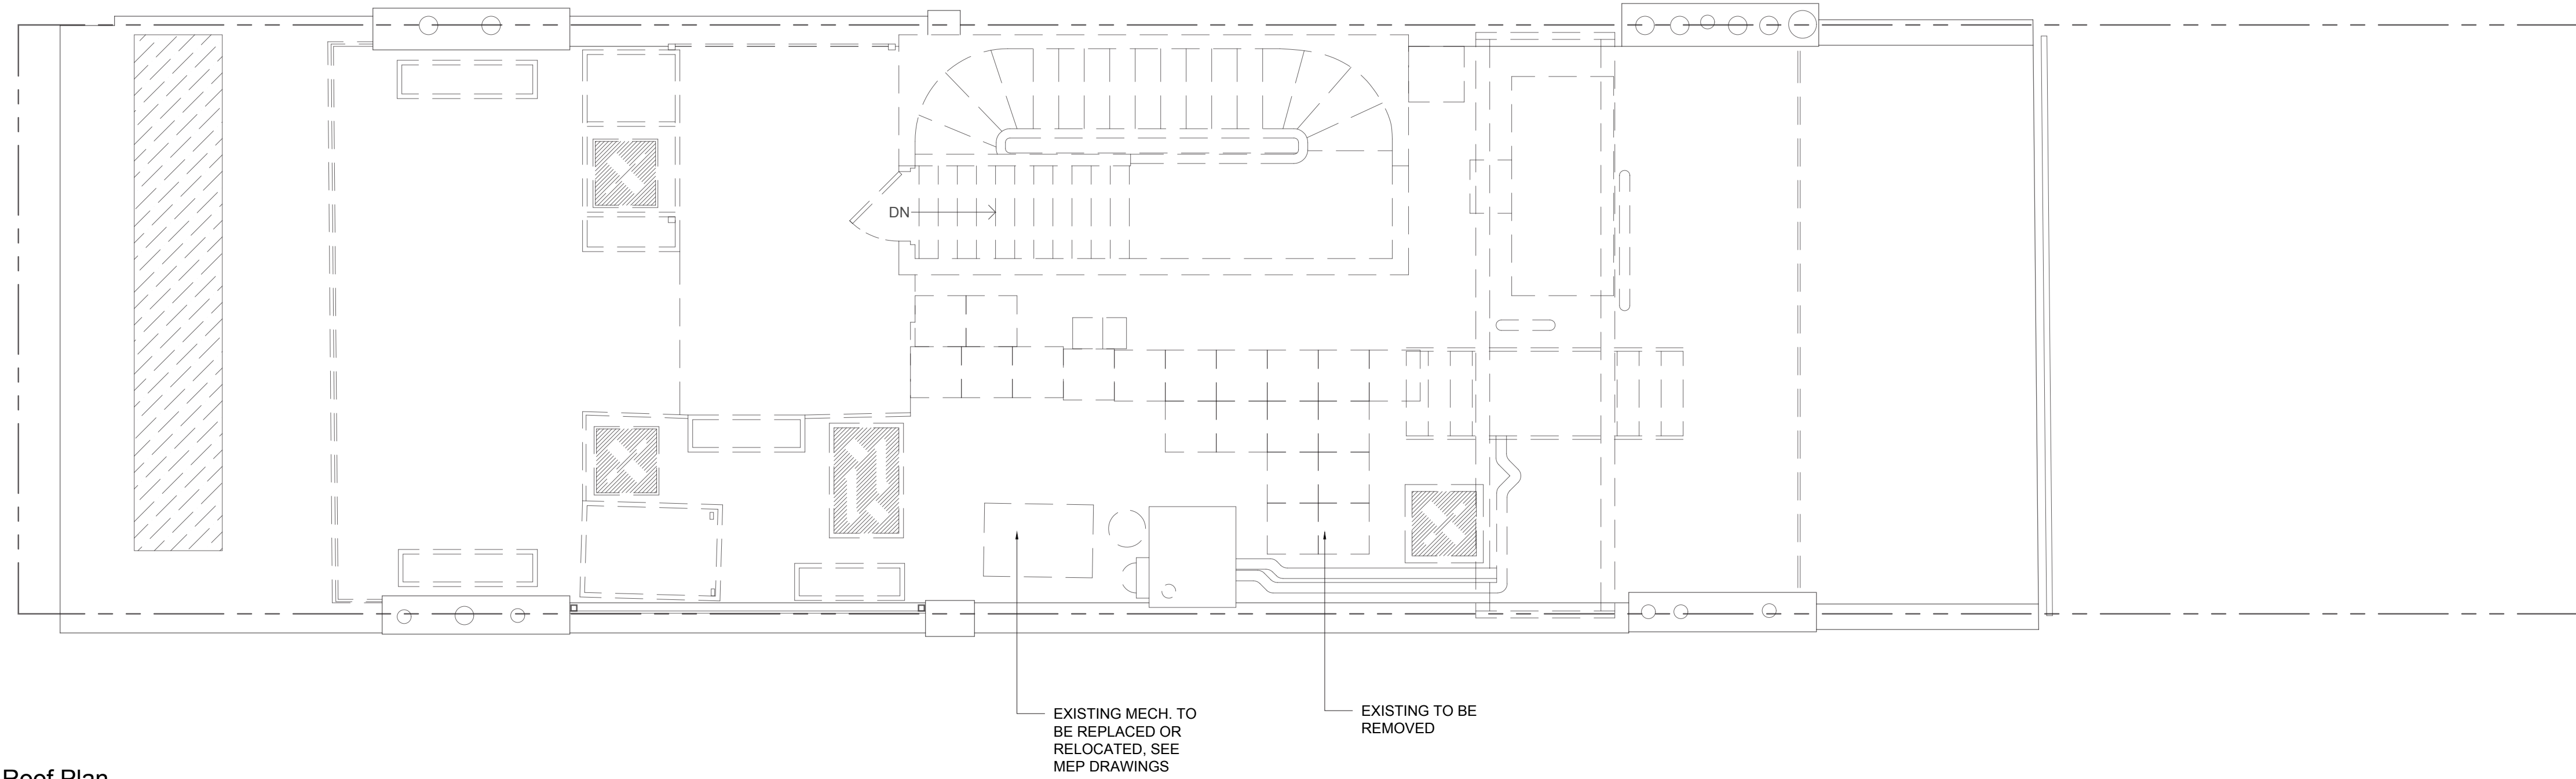 DN
EXISTING MECH. TO
BE REPLACED OR
RELOCATED, SEE
MEP DRAWINGS
EXISTING TO BE
REMOVED
Roof Plan